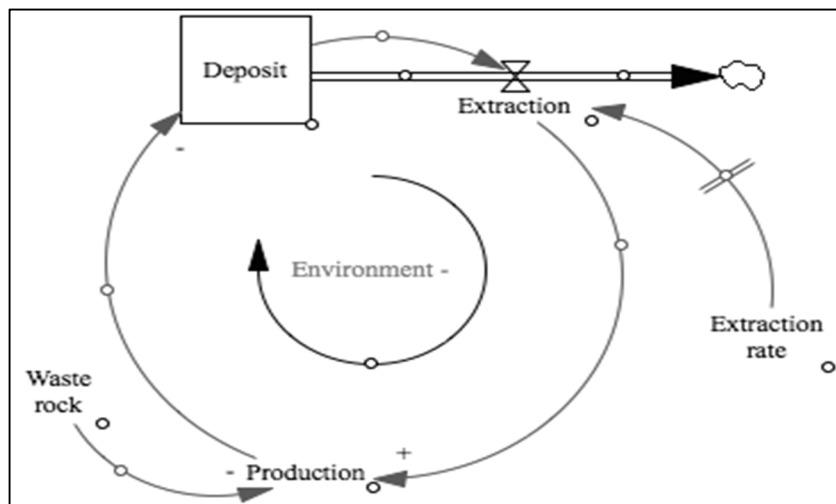 Deposit
Extraction
-
Environment -
Extraction
rate
Waste
rock
+
- Production